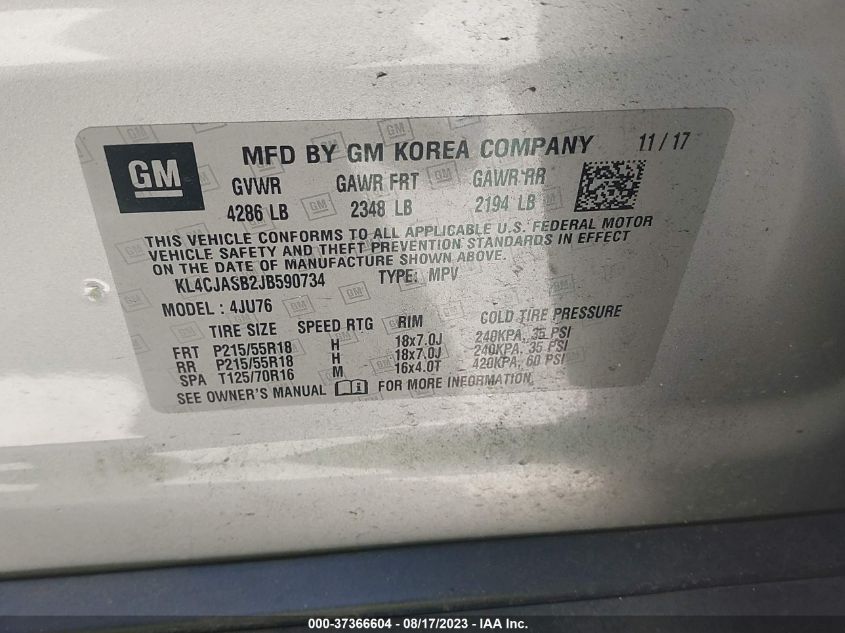 GM MFD BY GM KOREA COMPANY 11 / 17
GVWR GAWR FRT GAWR RR
4286 LB 2348 LB 2194 LB
THIS VEHICLE CONFORMS TO ALL APPLICABLE U.S. FEDERAL MOTOR
VEHICLE SAFETY AND THEFT PREVENTION STANDARDS IN EFFECT
ON THE DATE OF MANUFACTURE SHOWN ABOVE.
KL4CJASB2JB590734 TYPE: MPV
MODEL : 4JU76
TIRE SIZE SPEED RTG RIM COLD TIRE PRESSURE
FRT P215/55R18 H 18x7.0J 240KPA, 35 PSI
RR P215/55R18 H 18x7.0J 240KPA, 35 PSI
SPA T125/70R16 M 16x4.0T 420KPA, 60 PSI
SEE OWNER'S MANUAL FOR MORE INFORMATION.
000-37366604 - 08/17/2023 - IAA Inc.